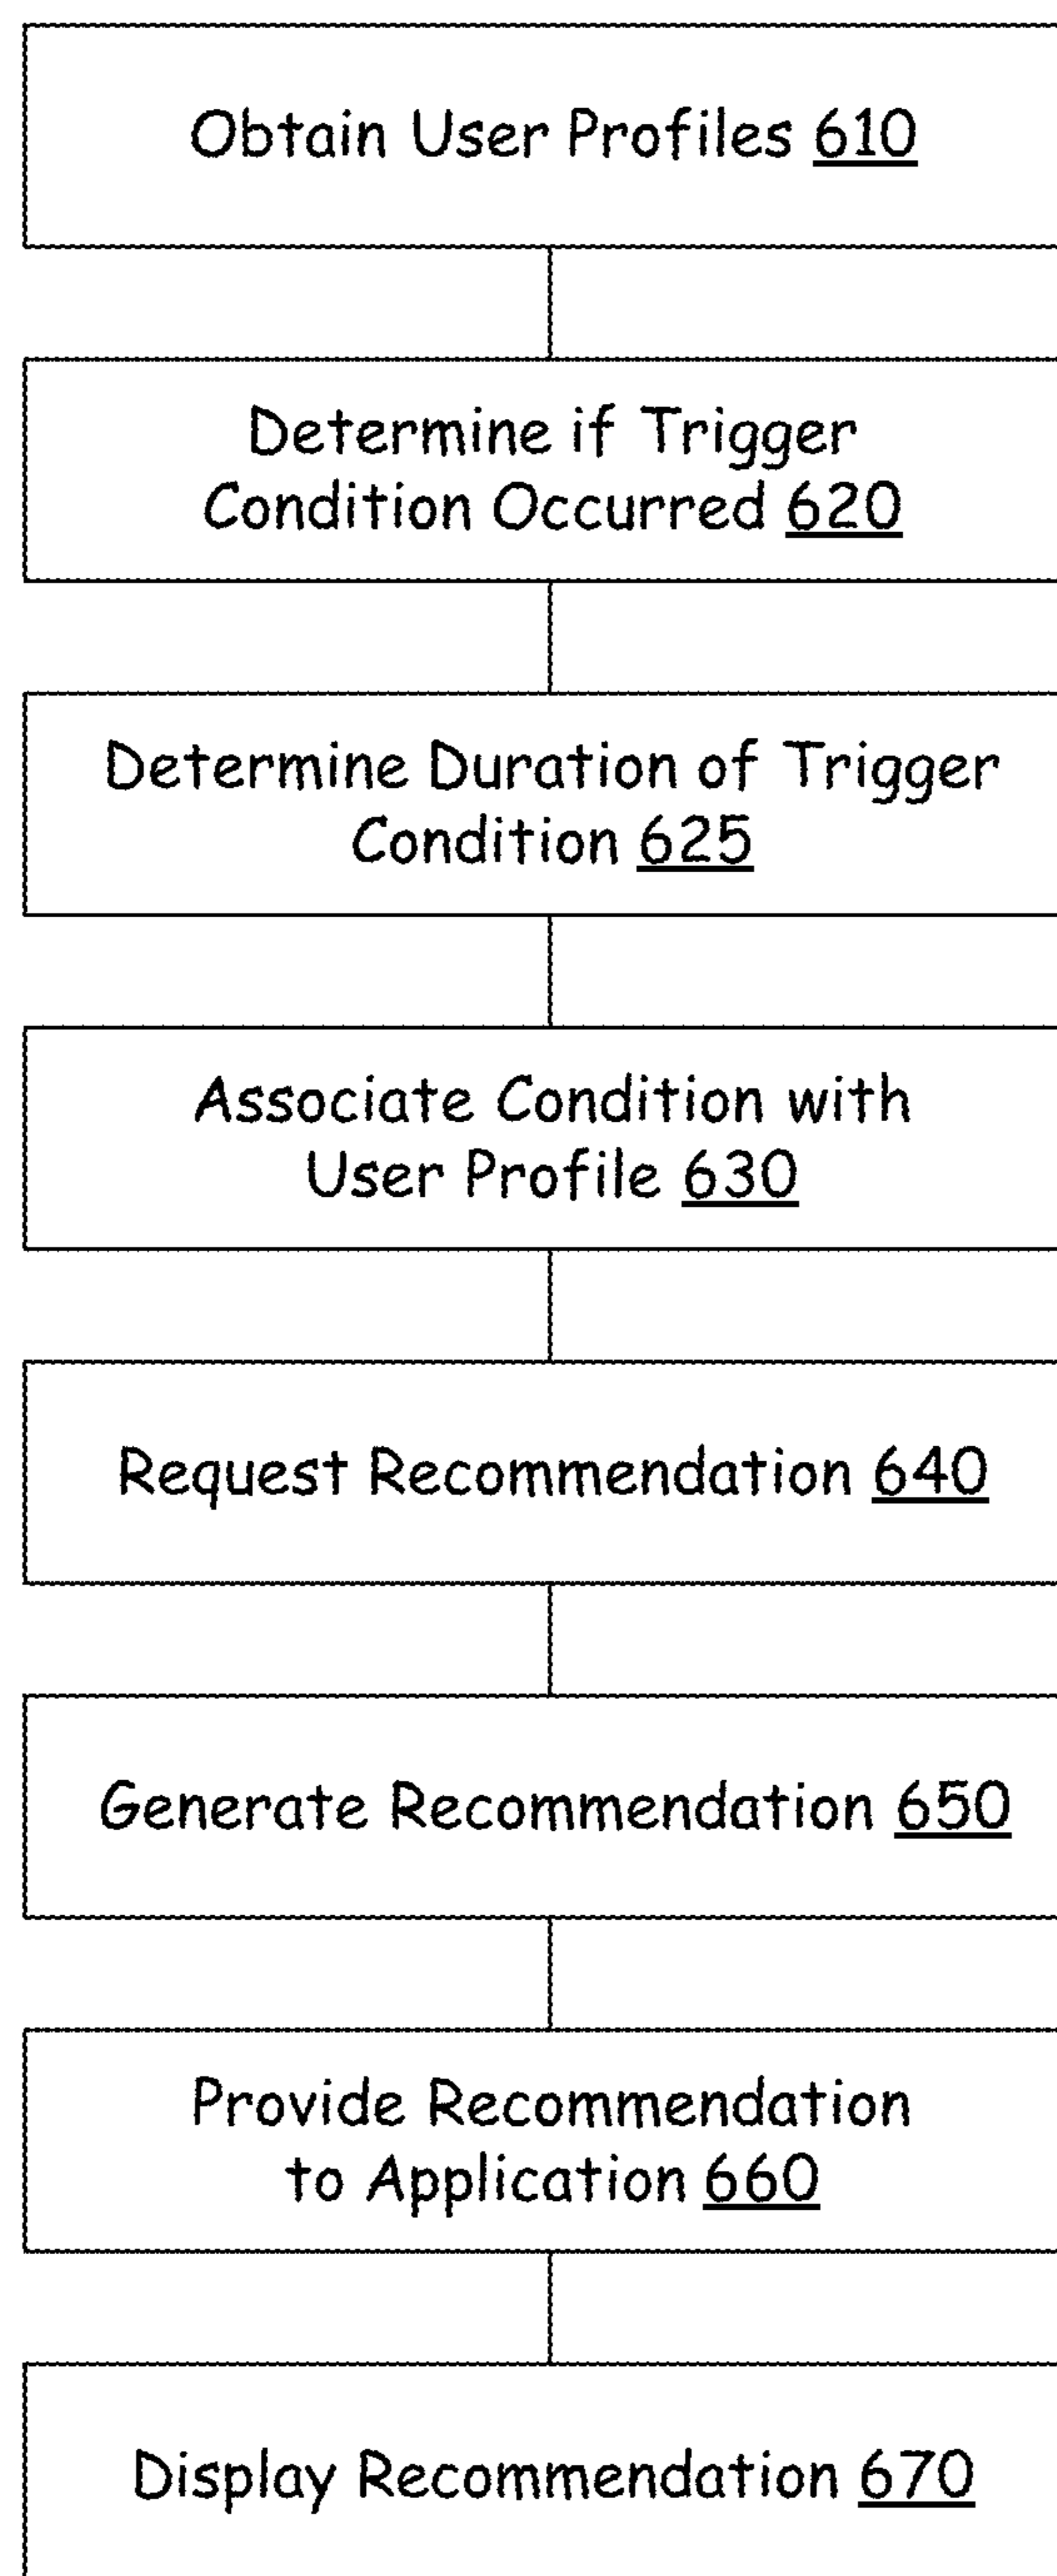 Obtain User Profiles 610
Determine if Trigger
Condition Occurred 620
Determine Duration of Trigger
Condition 625
Associate Condition with
User Profile 630
Request Recommendation 640
Generate Recommendation 650
Provide Recommendation
to Application 660
Display Recommendation 670